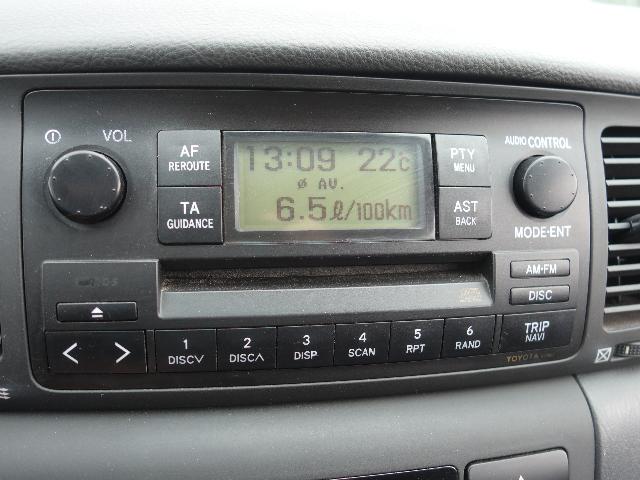 VOL
AF
REROUTE
TA
GUIDANCE
13:09 22c
Ø AV.
6.5ℓ/100km
PTY
MENU
AST
BACK
AUDIO CONTROL
MODE·ENT
AM·FM
DISC
< >
1
DISC∨
2
DISC∧
3
DISP
4
SCAN
5
RPT
6
RAND
TRIP
NAVI
TOYOTA